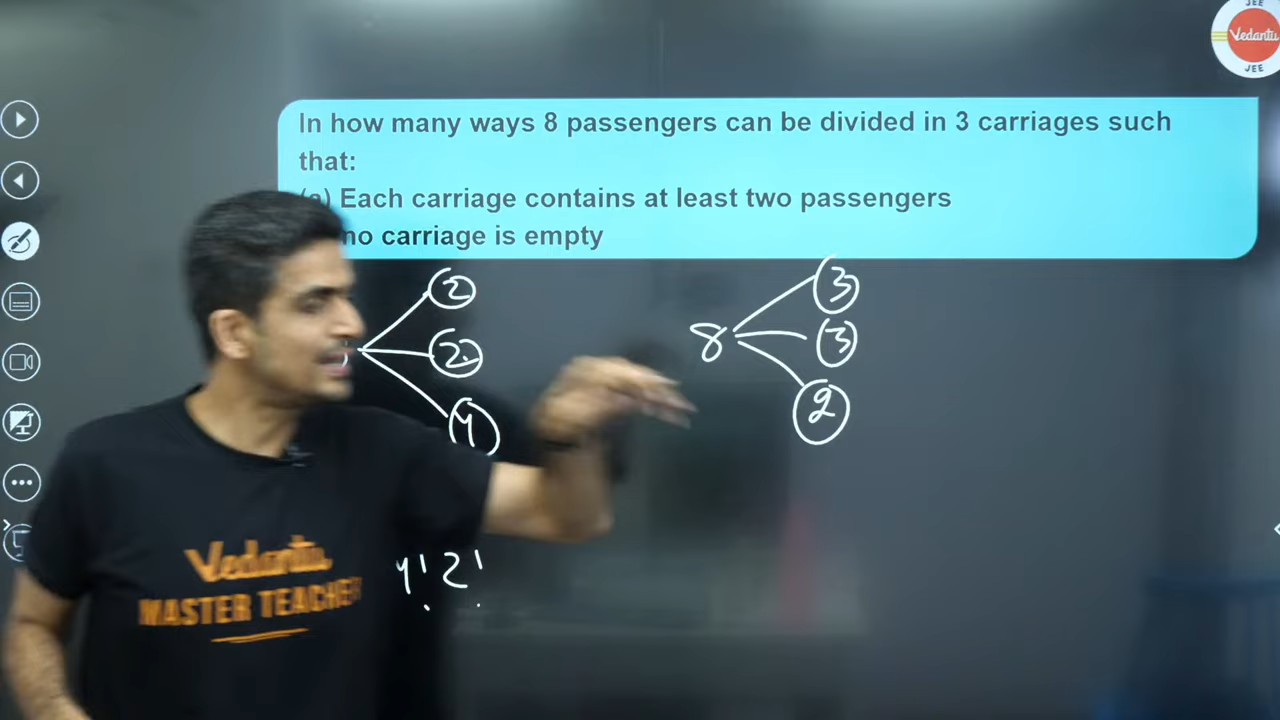 JEE
Vedantu
JEE
In how many ways 8 passengers can be divided in 3 carriages such
that:
(a) Each carriage contains at least two passengers
no carriage is empty
2
2
4
8
3
3
2
4! 2!
Vedantu
MASTER TEACHER